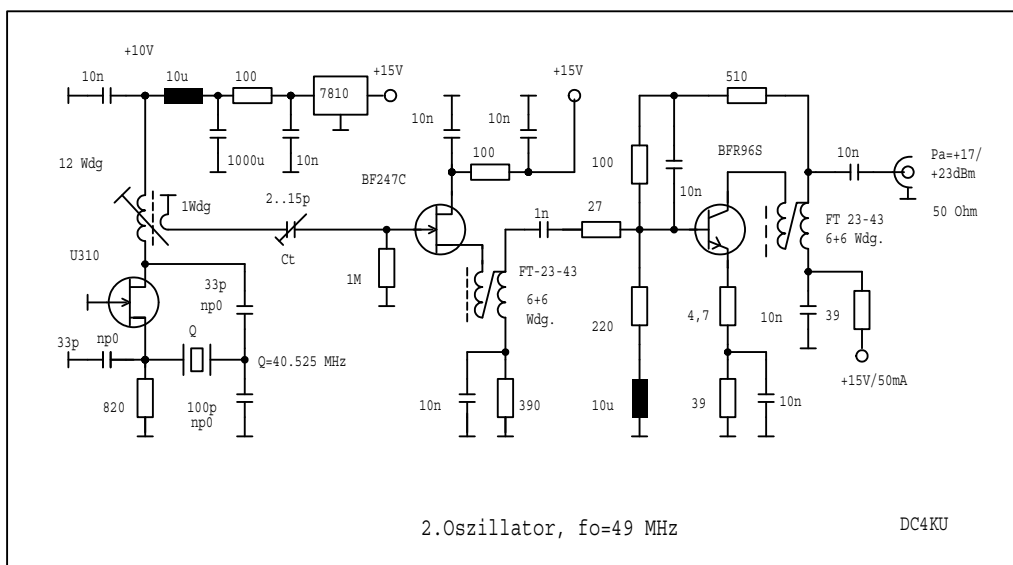 +10V
10n
10u
100
7810
+15V
1000u
10n
12 Wdg
1Wdg
2..15p
Ct
U310
33p
np0
33p
np0
Q
Q=40.525 MHz
820
100p
np0
BF247C
10n
10n
+15V
100
1M
1n
27
FT-23-43
6+6
Wdg.
10n
390
510
100
10n
BFR96S
10n
Pa=+17/
+23dBm
50 Ohm
FT 23-43
6+6 Wdg.
220
4,7
10n
39
+15V/50mA
10u
39
10n
2.Oszillator, fo=49 MHz
DC4KU